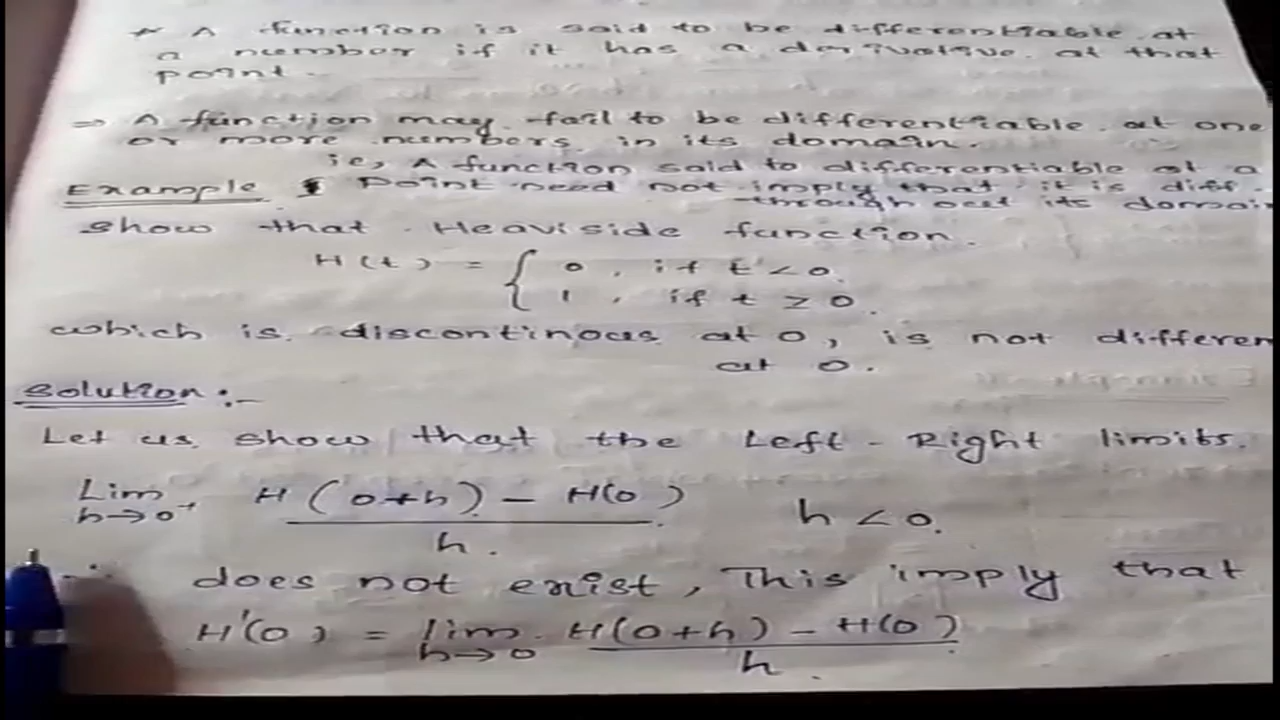 * A function is said to be differentiable at
a number if it has a derivative at that
point.
⇒ A function may fail to be differentiable at one
or more numbers in its domain.
ie, A function said to differentiable at a
Example Point need not imply that it is diff.
through out its domain
Show that Heaviside function.
H(t) = { 0, if t < 0.
1, if t ≥ 0.
which is discontinous at 0, is not differen
at 0.
Solution:-
Let us show that the Left - Right limits.
Lim h→0⁺ H(0+h) - H(0) / h. h < 0.
does not exist, This imply that
H'(0) = lim h→0 H(0+h) - H(0) / h.